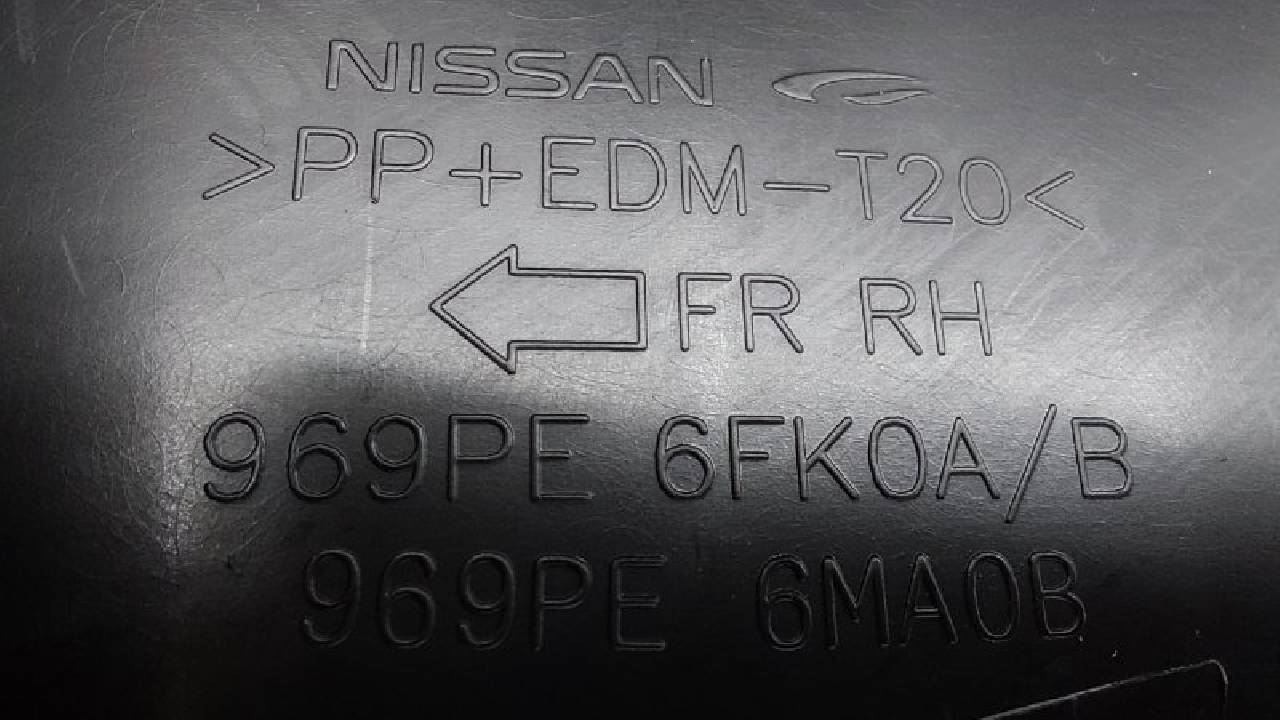 NISSAN
>PP+EDM-T20<
FR RH
969PE 6FK0A/B
969PE 6MA0B